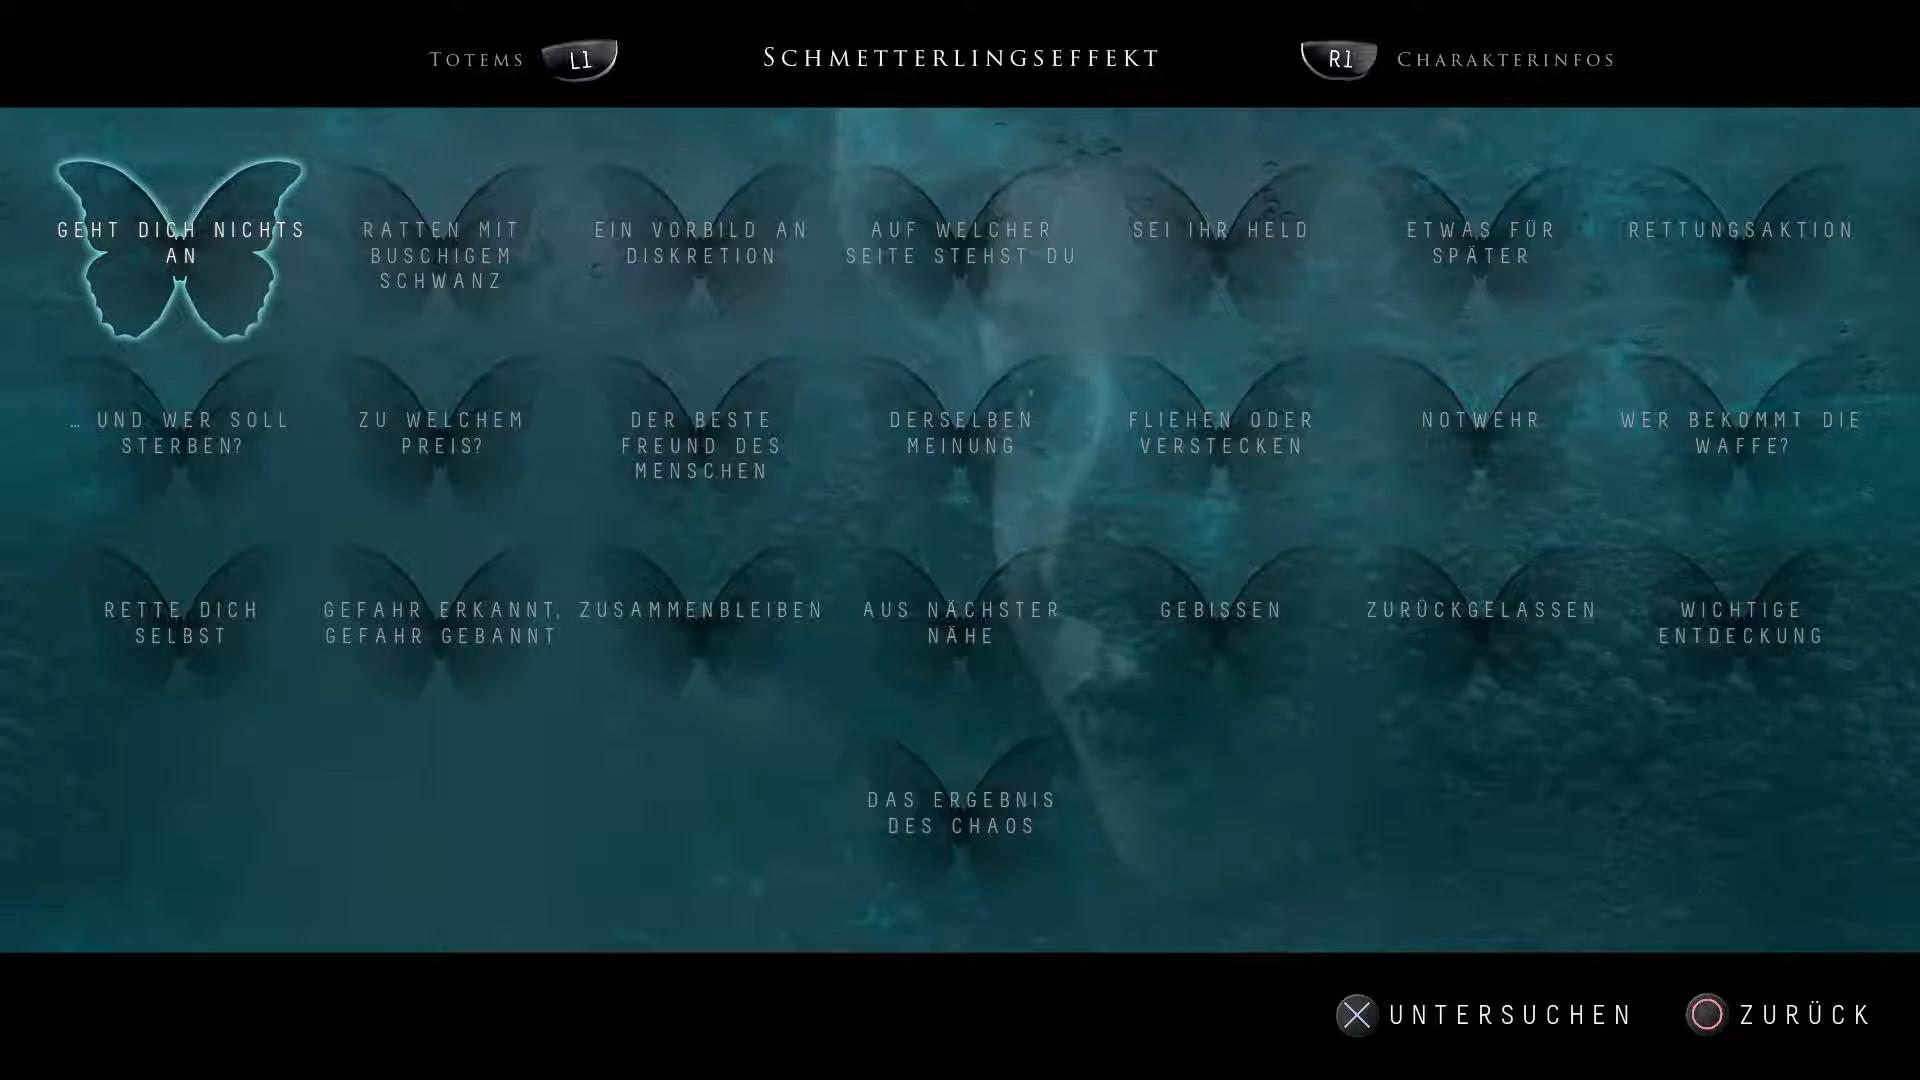 TOTEMS L1 SCHMETTERLINGSEFFEKT R1 CHARAKTERINFOS
GEHT DICH NICHTS
AN
RATTEN MIT
BUSCHIGEM
SCHWANZ
EIN VORBILD AN
DISKRETION
AUF WELCHER
SEITE STEHST DU
SEI IHR HELD
ETWAS FÜR
SPÄTER
RETTUNGSAKTION
… UND WER SOLL
STERBEN?
ZU WELCHEM
PREIS?
DER BESTE
FREUND DES
MENSCHEN
DERSELBEN
MEINUNG
FLIEHEN ODER
VERSTECKEN
NOTWEHR
WER BEKOMMT DIE
WAFFE?
RETTE DICH
SELBST
GEFAHR ERKANNT,
GEFAHR GEBANNT
ZUSAMMENBLEIBEN
AUS NÄCHSTER
NÄHE
GEBISSEN
ZURÜCKGELASSEN
WICHTIGE
ENTDECKUNG
DAS ERGEBNIS
DES CHAOS
UNTERSUCHEN ZURÜCK